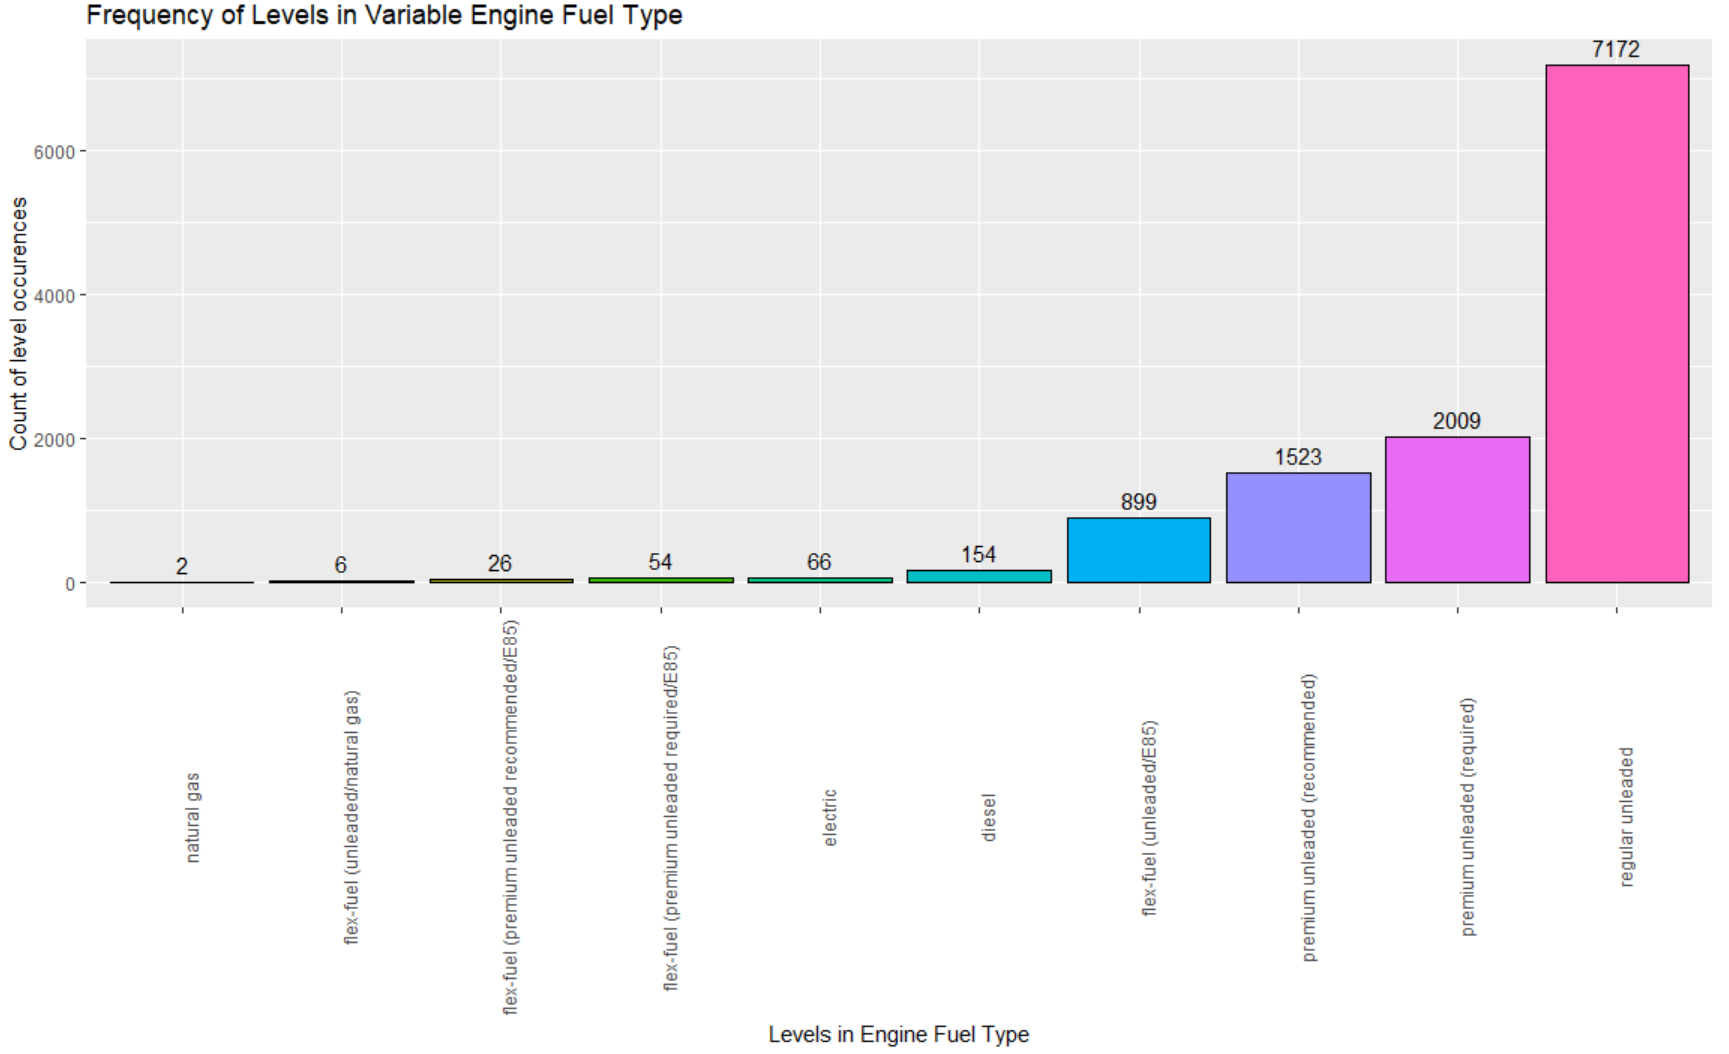 Frequency of Levels in Variable Engine Fuel Type
Count of level occurences
6000
4000
2000
0
2
6
26
54
66
154
899
1523
2009
7172
natural gas
flex-fuel (unleaded/natural gas)
flex-fuel (premium unleaded recommended/E85)
flex-fuel (premium unleaded required/E85)
electric
diesel
flex-fuel (unleaded/E85)
premium unleaded (recommended)
premium unleaded (required)
regular unleaded
Levels in Engine Fuel Type